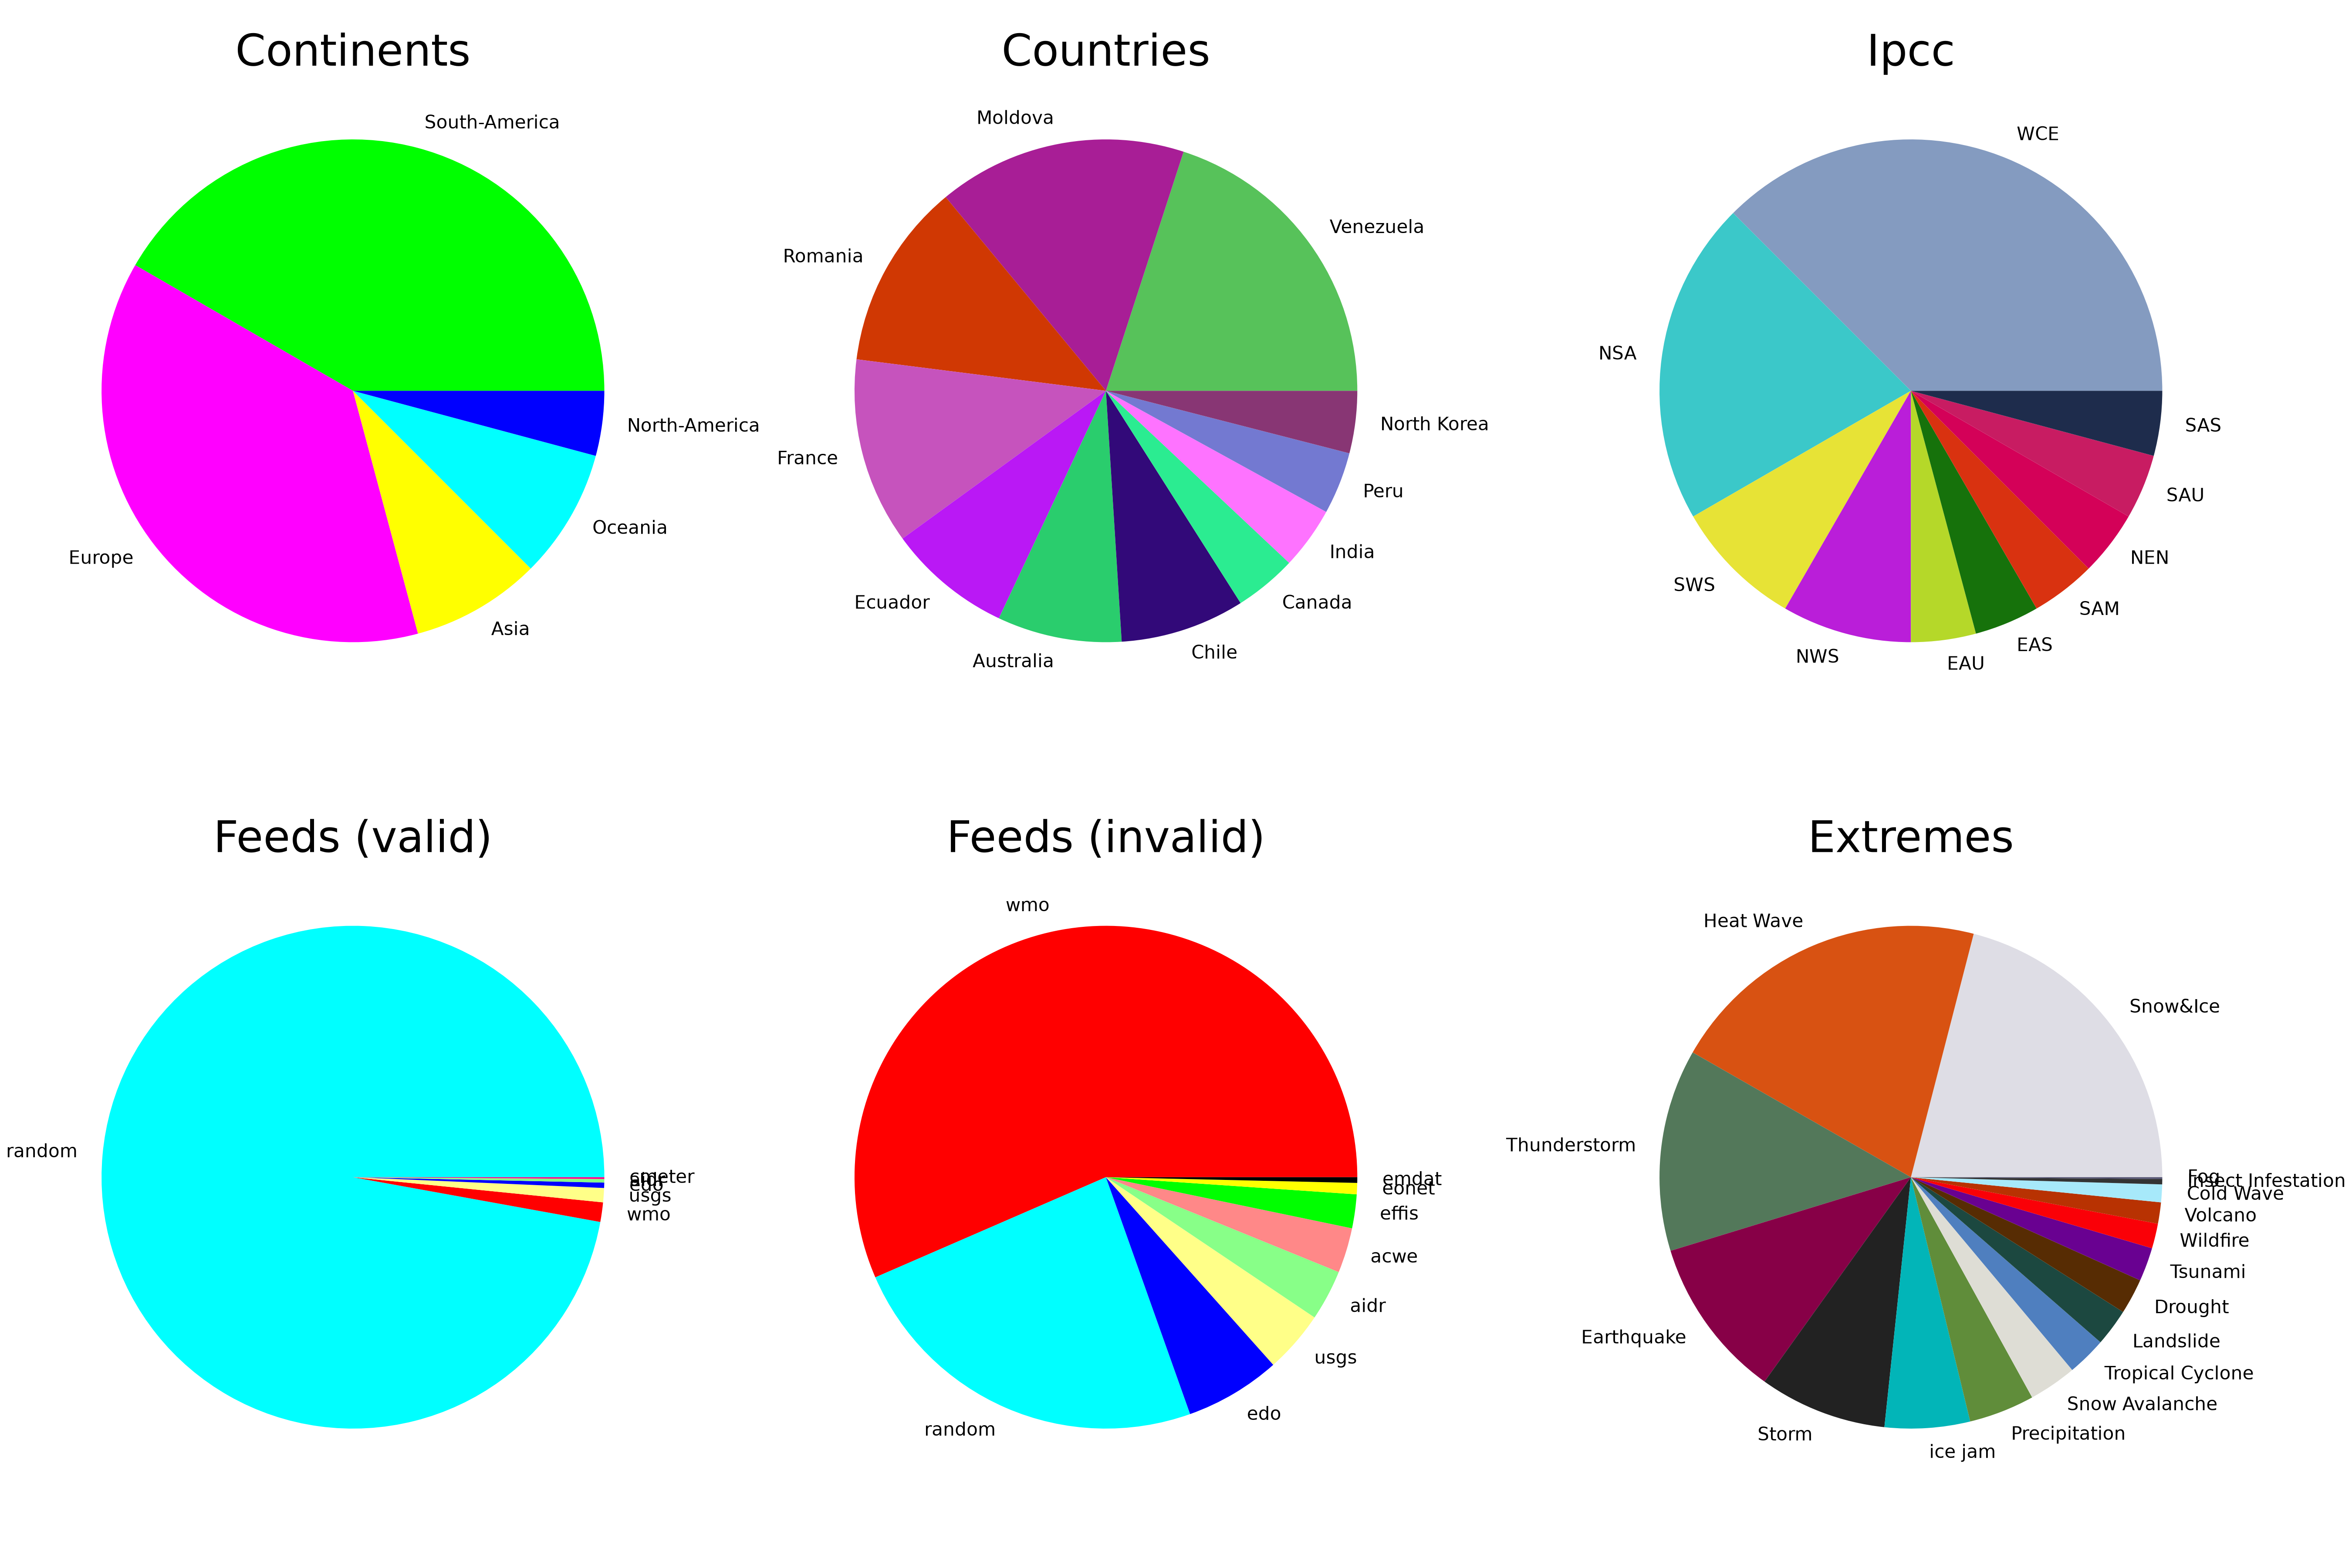 Continents
South-America
Europe
Asia
Oceania
North-America
Countries
Venezuela
Moldova
Romania
France
Ecuador
Australia
Chile
Canada
India
Peru
North Korea
Ipcc
WCE
NSA
SWS
NWS
EAU
EAS
SAM
NEN
SAU
SAS
Feeds (valid)
random
wmo
usgs
edo
Feeds (invalid)
wmo
random
edo
usgs
aidr
acwe
effis
eonet
emdat
Extremes
Snow&Ice
Heat Wave
Thunderstorm
Earthquake
Storm
ice jam
Precipitation
Snow Avalanche
Tropical Cyclone
Landslide
Drought
Tsunami
Wildfire
Volcano
Cold Wave
Insect Infestation
Fog